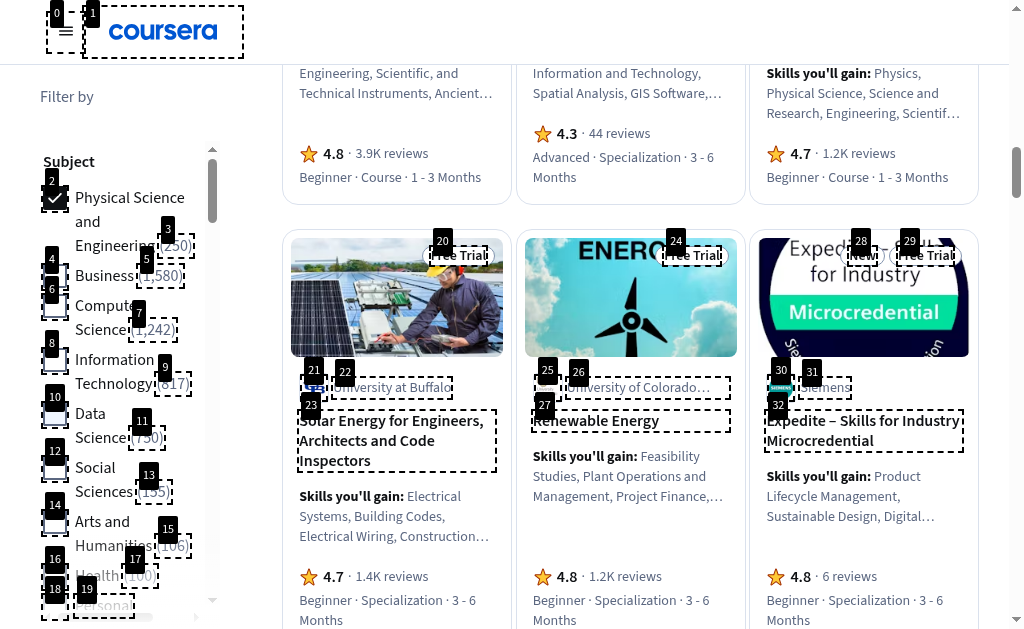 coursera
Filter by
Subject
Physical Science
and
Engineering (250)
Business (1,580)
Computer
Science (1,242)
Information
Technology (817)
Data
Science (750)
Social
Sciences (155)
Arts and
Humanities (106)
Health (100)
Personal
Engineering, Scientific, and
Technical Instruments, Ancient…
4.8 · 3.9K reviews
Beginner · Course · 1 - 3 Months
Information and Technology,
Spatial Analysis, GIS Software,…
4.3 · 44 reviews
Advanced · Specialization · 3 - 6
Months
Skills you'll gain: Physics,
Physical Science, Science and
Research, Engineering, Scientif…
4.7 · 1.2K reviews
Beginner · Course · 1 - 3 Months
Free Trial
University at Buffalo
Solar Energy for Engineers,
Architects and Code
Inspectors
Skills you'll gain: Electrical
Systems, Building Codes,
Electrical Wiring, Construction…
4.7 · 1.4K reviews
Beginner · Specialization · 3 - 6
Months
Free Trial
University of Colorado…
Renewable Energy
Skills you'll gain: Feasibility
Studies, Plant Operations and
Management, Project Finance,…
4.8 · 1.2K reviews
Beginner · Specialization · 3 - 6
Months
New
Free Trial
for Industry
Microcredential
Siemens
Expedite – Skills for Industry
Microcredential
Skills you'll gain: Product
Lifecycle Management,
Sustainable Design, Digital…
4.8 · 6 reviews
Beginner · Specialization · 3 - 6
Months
0
1
2
3
4
5
6
7
8
9
10
11
12
13
14
15
16
17
18
19
20
21
22
23
24
25
26
27
28
29
30
31
32